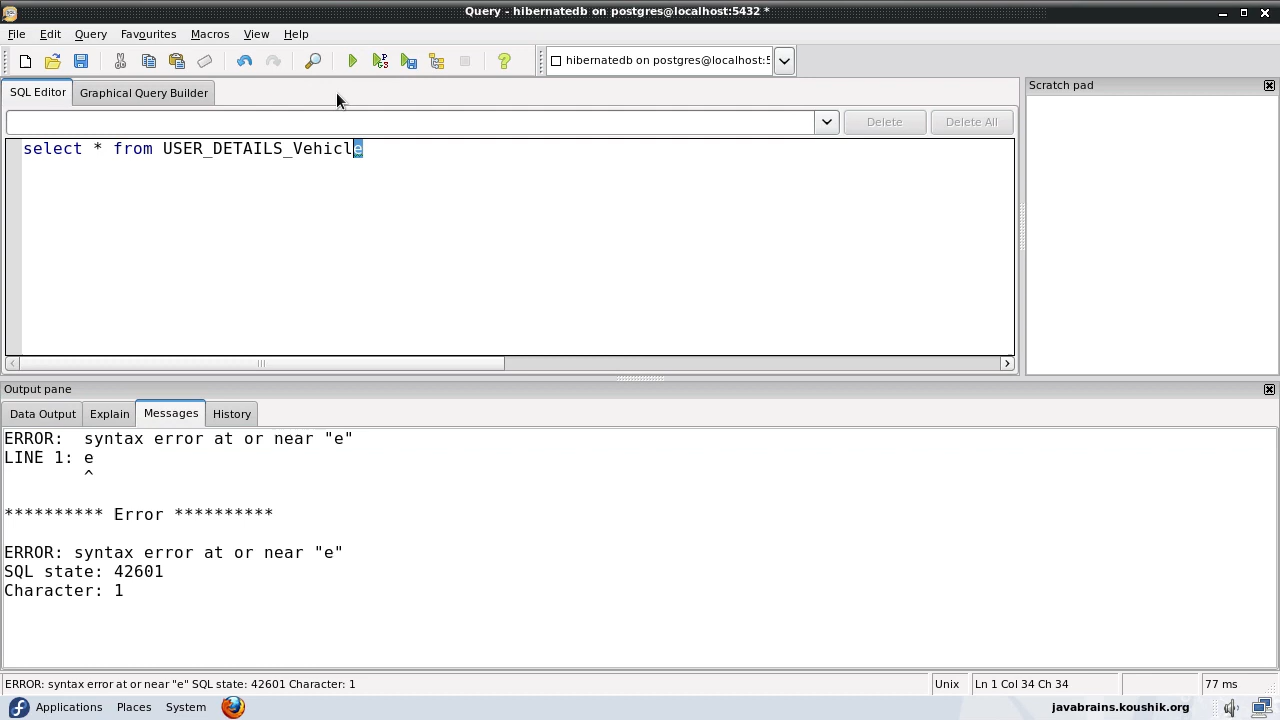 Query - hibernatedb on postgres@localhost:5432 *
File Edit Query Favourites Macros View Help
hibernatedb on postgres@localhost:5
SQL Editor Graphical Query Builder
Scratch pad
Delete Delete All
select * from USER_DETAILS_Vehicle
Output pane
Data Output Explain Messages History
ERROR:  syntax error at or near "e"
LINE 1: e
^
********** Error **********
ERROR: syntax error at or near "e"
SQL state: 42601
Character: 1
ERROR: syntax error at or near "e" SQL state: 42601 Character: 1
Unix
Ln 1 Col 34 Ch 34
77 ms
Applications Places System
javabrains.koushik.org